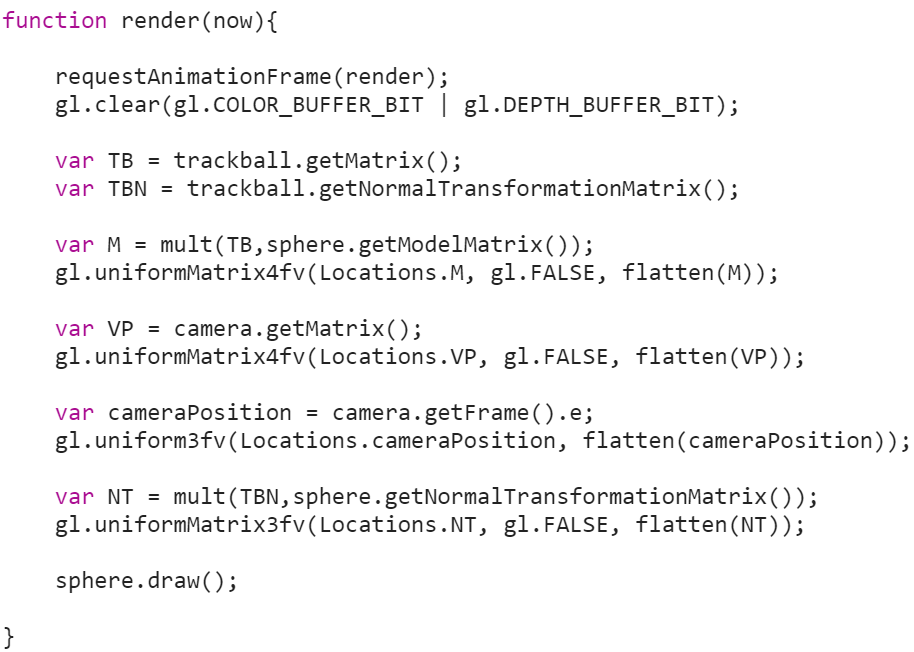 function render(now){
requestAnimationFrame(render);
gl.clear(gl.COLOR_BUFFER_BIT | gl.DEPTH_BUFFER_BIT);
var TB = trackball.getMatrix();
var TBN = trackball.getNormalTransformationMatrix();
var M = mult(TB,sphere.getModelMatrix());
gl.uniformMatrix4fv(Locations.M, gl.FALSE, flatten(M));
var VP = camera.getMatrix();
gl.uniformMatrix4fv(Locations.VP, gl.FALSE, flatten(VP));
var cameraPosition = camera.getFrame().e;
gl.uniform3fv(Locations.cameraPosition, flatten(cameraPosition));
var NT = mult(TBN,sphere.getNormalTransformationMatrix());
gl.uniformMatrix3fv(Locations.NT, gl.FALSE, flatten(NT));
sphere.draw();
}